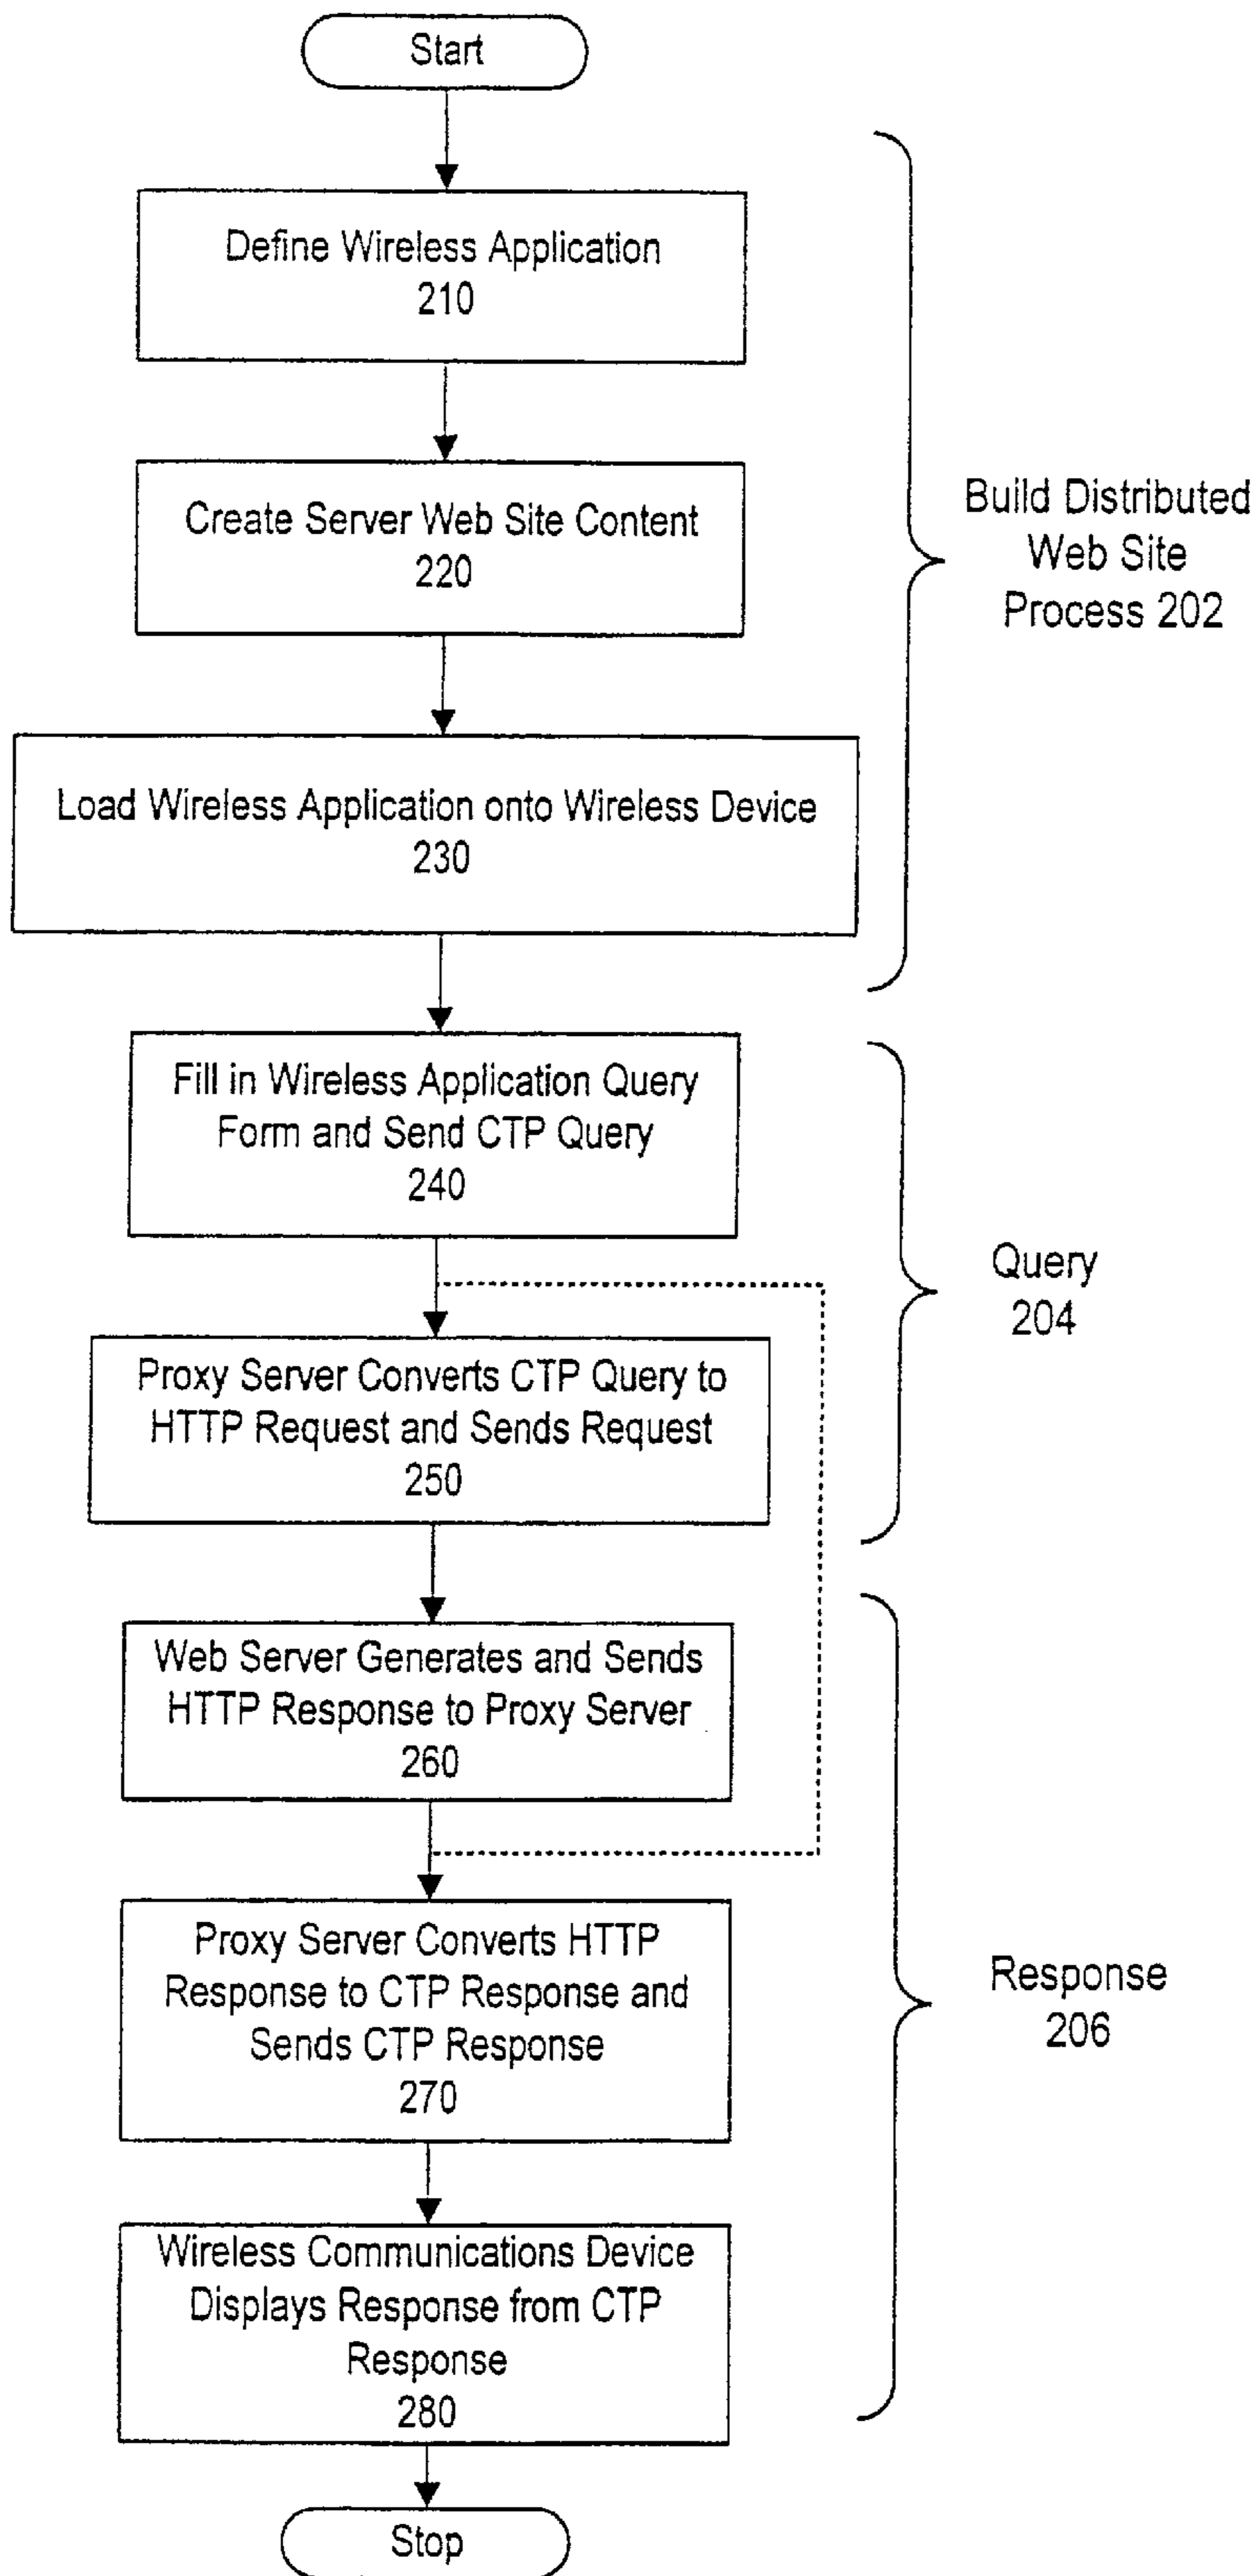 Start
Define Wireless Application
210
Create Server Web Site Content
220
Load Wireless Application onto Wireless Device
230
Build Distributed
Web Site
Process 202
Fill in Wireless Application Query
Form and Send CTP Query
240
Proxy Server Converts CTP Query to
HTTP Request and Sends Request
250
Query
204
Web Server Generates and Sends
HTTP Response to Proxy Server
260
Proxy Server Converts HTTP
Response to CTP Response and
Sends CTP Response
270
Wireless Communications Device
Displays Response from CTP
Response
280
Response
206
Stop